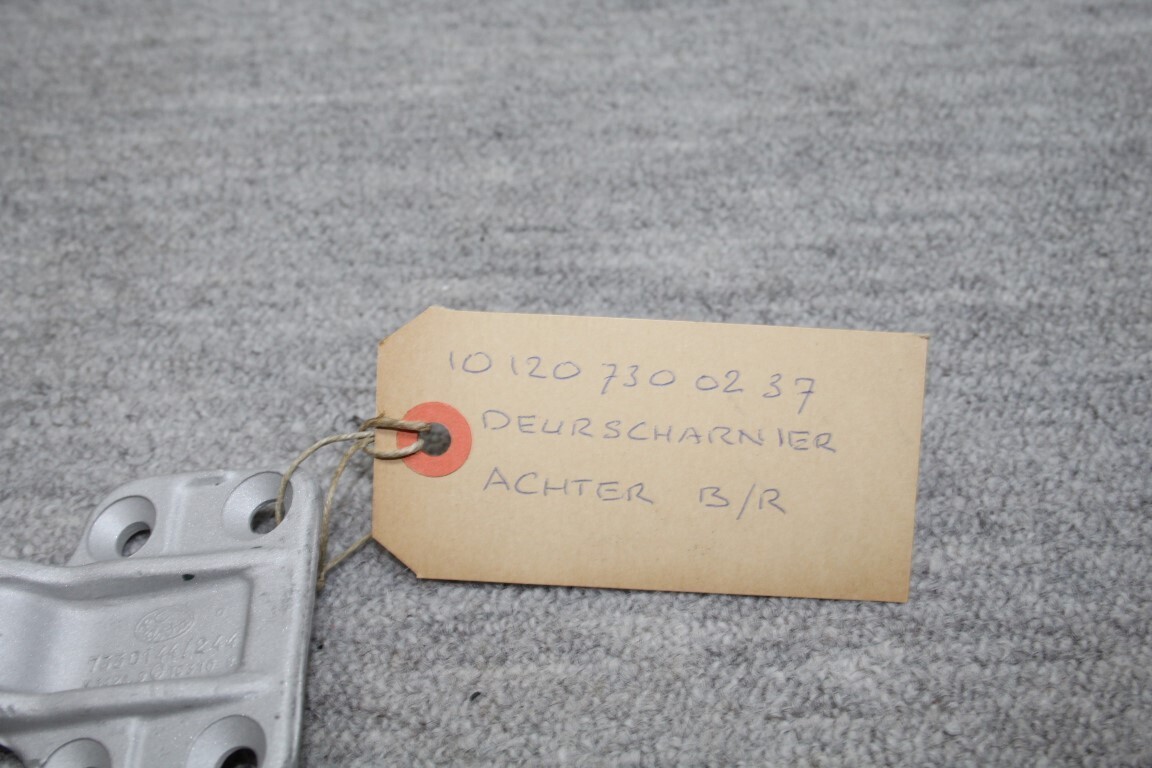 10 120 730 02 37
DEURSCHARNIER
ACHTER B/R